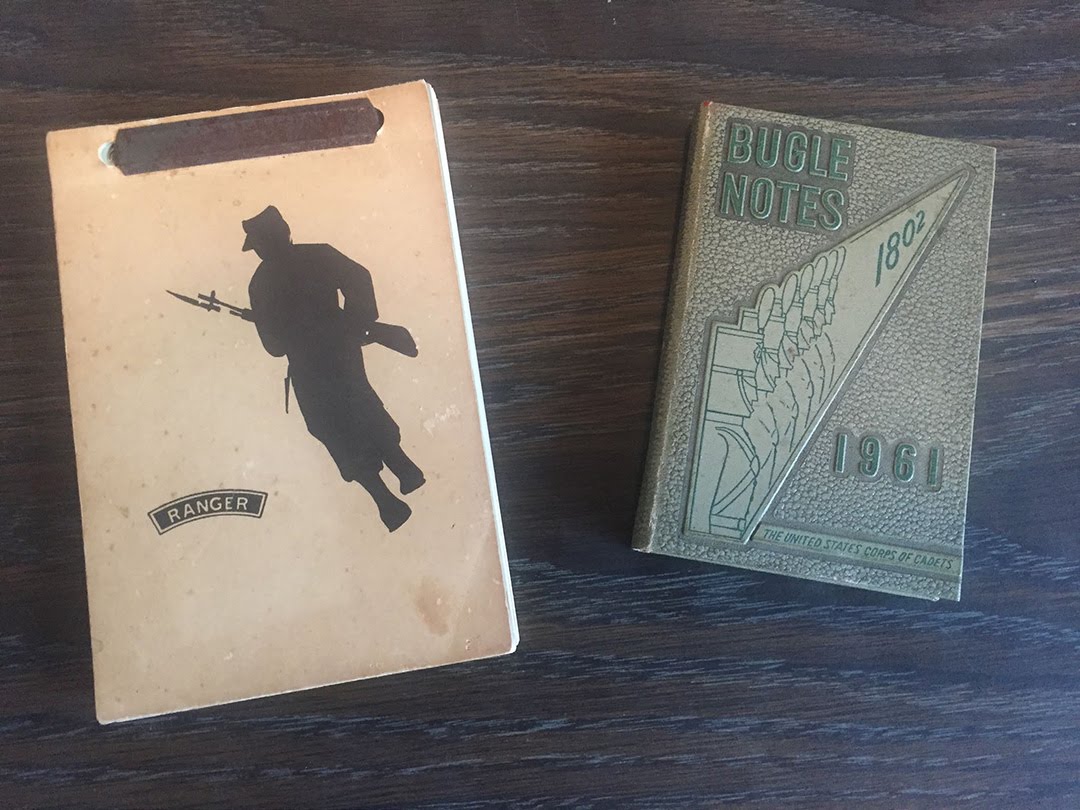 RANGER
BUGLE
NOTES
1802
1961
THE UNITED STATES CORPS OF CADETS